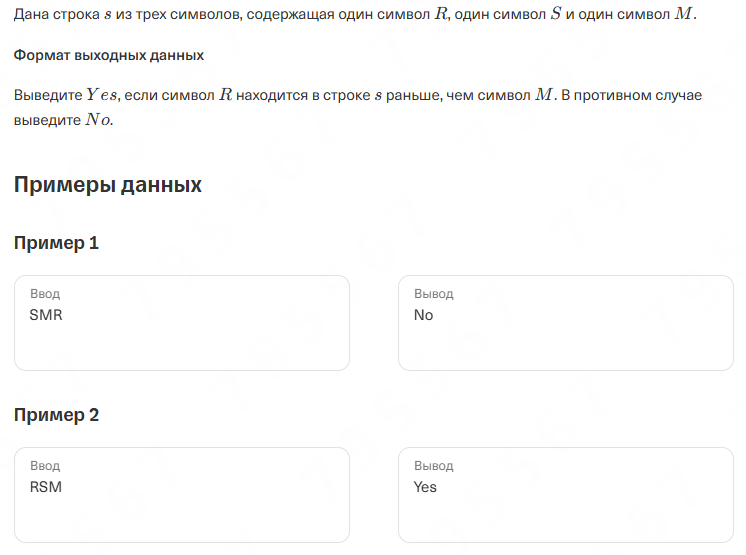 Дана строка s из трех символов, содержащая один символ R, один символ S и один символ M.
Формат выходных данных
Выведите Yes, если символ R находится в строке s раньше, чем символ M. В противном случае
выведите No.
Примеры данных
Пример 1
Ввод
SMR
Вывод
No
Пример 2
Ввод
RSM
Вывод
Yes